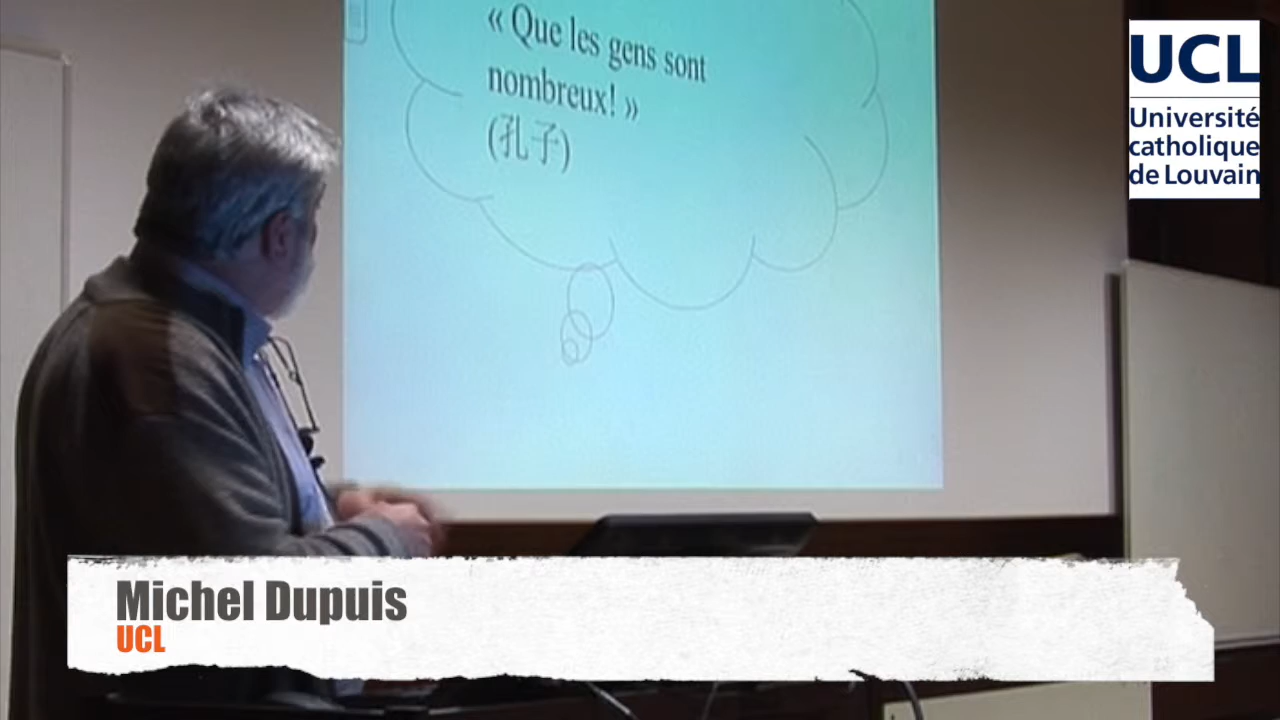 « Que les gens sont
nombreux! »
(孔子)
UCL
Université
catholique
de Louvain
Michel Dupuis
UCL